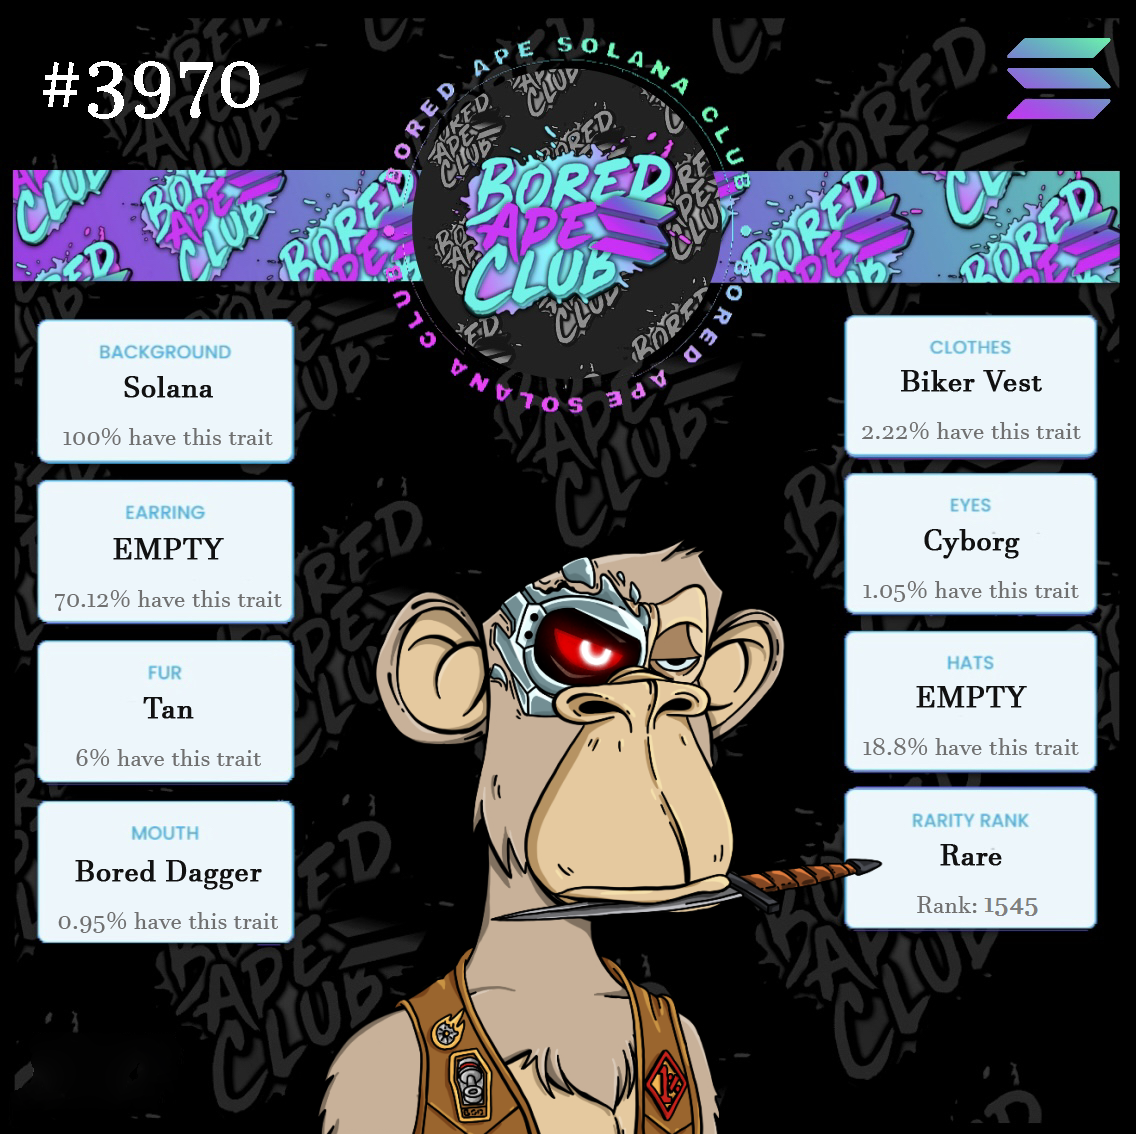 #3970
BORED APE SOLANA CLUB
BORED APE SOLANA CLUB
BORED
APE
CLUB
BACKGROUND
Solana
100% have this trait
EARRING
EMPTY
70.12% have this trait
FUR
Tan
6% have this trait
MOUTH
Bored Dagger
0.95% have this trait
CLOTHES
Biker Vest
2.22% have this trait
EYES
Cyborg
1.05% have this trait
HATS
EMPTY
18.8% have this trait
RARITY RANK
Rare
Rank: 1545